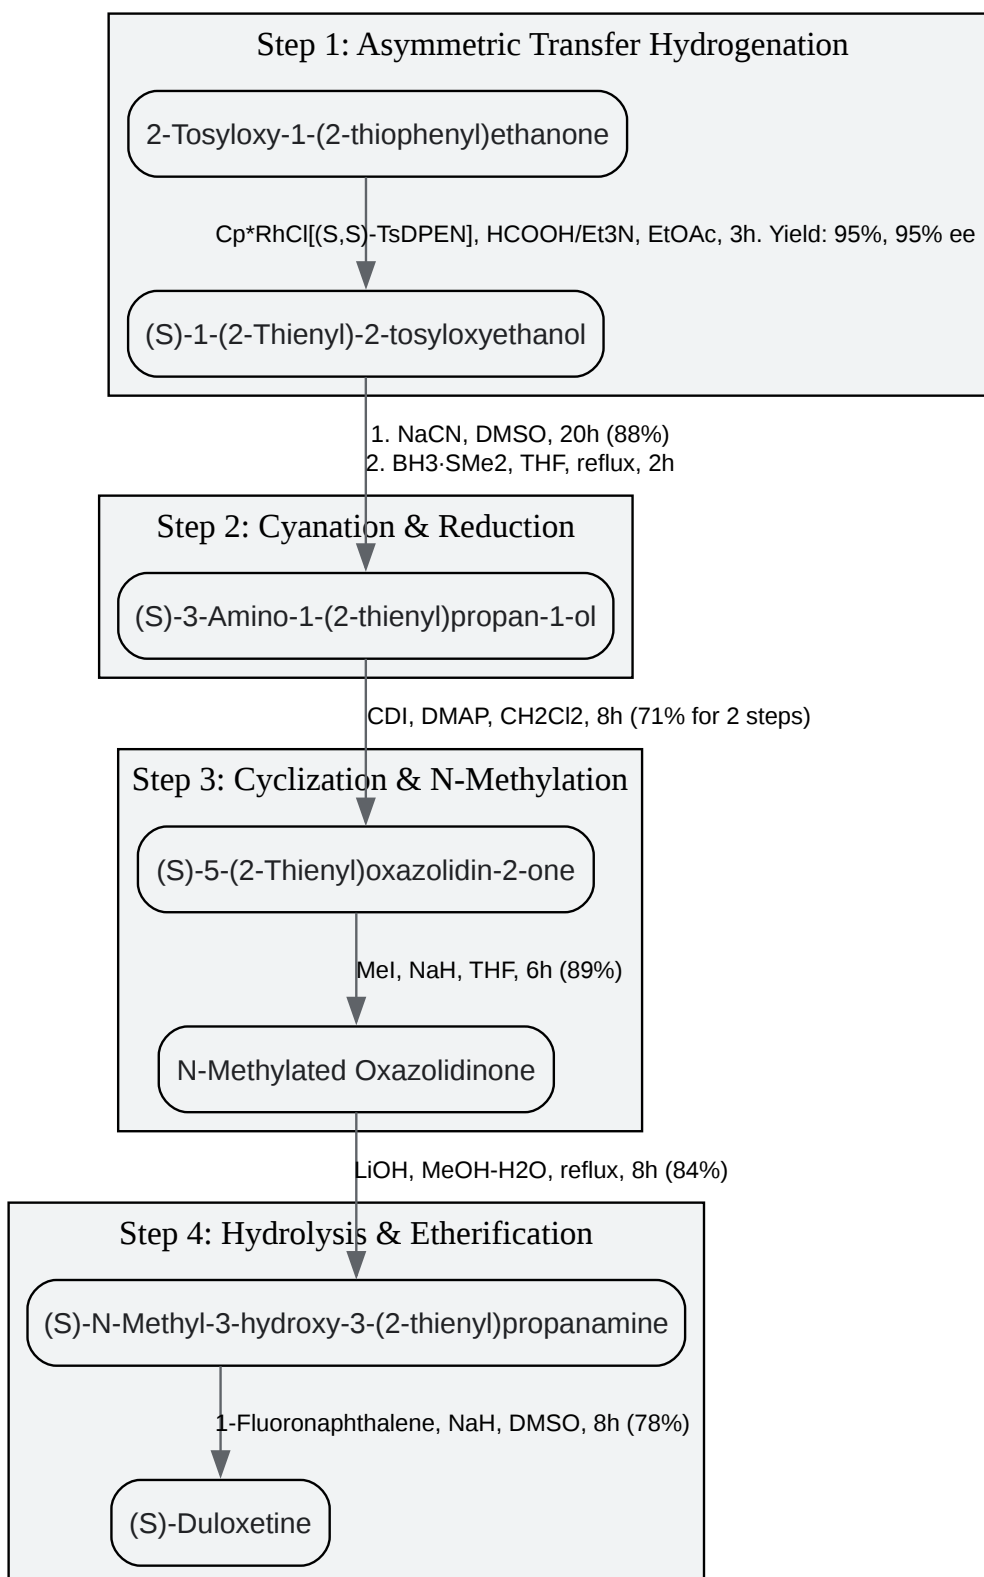 Step 1: Asymmetric Transfer Hydrogenation
2-Tosyloxy-1-(2-thiophenyl)ethanone
Cp*RhCl[(S,S)-TsDPEN], HCOOH/Et3N, EtOAc, 3h. Yield: 95%, 95% ee
(S)-1-(2-Thienyl)-2-tosyloxyethanol
1. NaCN, DMSO, 20h (88%)
2. BH3·SMe2, THF, reflux, 2h
Step 2: Cyanation & Reduction
(S)-3-Amino-1-(2-thienyl)propan-1-ol
CDI, DMAP, CH2Cl2, 8h (71% for 2 steps)
Step 3: Cyclization & N-Methylation
(S)-5-(2-Thienyl)oxazolidin-2-one
MeI, NaH, THF, 6h (89%)
N-Methylated Oxazolidinone
LiOH, MeOH-H2O, reflux, 8h (84%)
Step 4: Hydrolysis & Etherification
(S)-N-Methyl-3-hydroxy-3-(2-thienyl)propanamine
1-Fluoronaphthalene, NaH, DMSO, 8h (78%)
(S)-Duloxetine